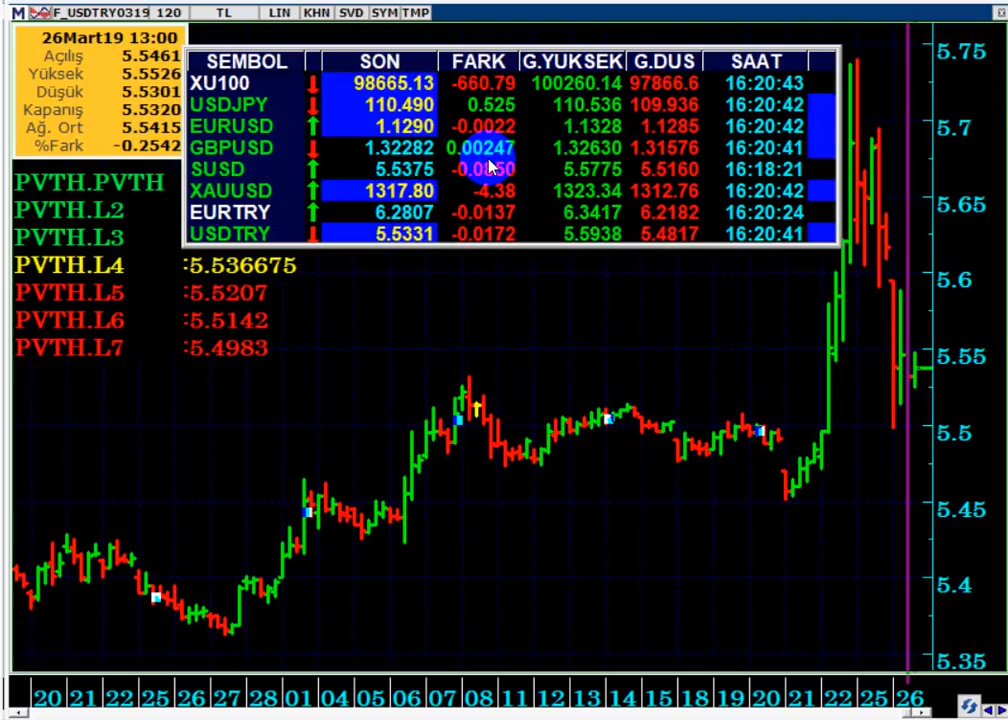 M F_USDTRY0319 120 TL LIN KHN SVD SYM TMP
26Mart19 13:00
Açılış 5.5461
Yüksek 5.5526
Düşük 5.5301
Kapanış 5.5320
Ağ. Ort 5.5415
%Fark -0.2542
SEMBOL SON FARK G.YUKSEK G.DUS SAAT
XU100 98665.13 -660.79 100260.14 97866.6 16:20:43
USDJPY 110.490 0.525 110.536 109.936 16:20:42
EURUSD 1.1290 -0.0022 1.1328 1.1285 16:20:42
GBPUSD 1.32282 0.00247 1.32630 1.31576 16:20:41
SUSD 5.5375 5.5775 5.5160 16:18:21
XAUUSD 1317.80 -4.38 1323.34 1312.76 16:20:42
EURTRY 6.2807 -0.0137 6.3417 6.2182 16:20:24
USDTRY 5.5331 -0.0172 5.5938 5.4817 16:20:41
PVTH.PVTH
PVTH.L2
PVTH.L3
PVTH.L4 :5.536675
PVTH.L5 :5.5207
PVTH.L6 :5.5142
PVTH.L7 :5.4983
5.75
5.7
5.65
5.6
5.55
5.5
5.45
5.4
5.35
20 21 22 25 26 27 28 01 04 05 06 07 08 11 12 13 14 15 18 19 20 21 22 25 26